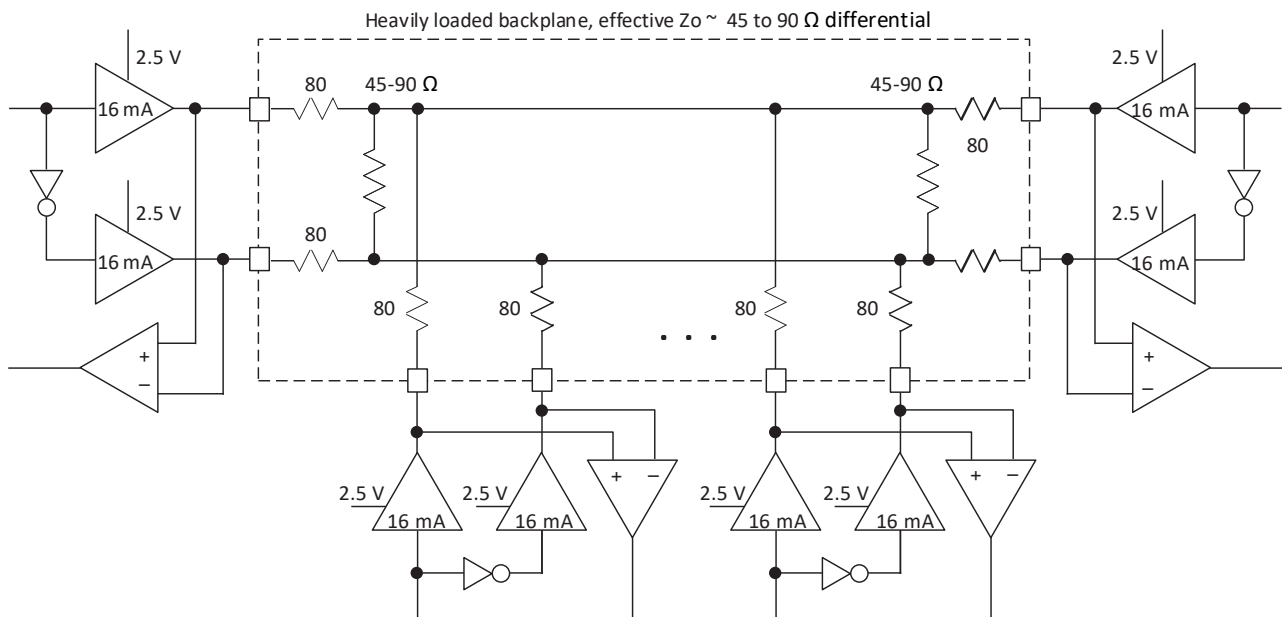 Heavily loaded backplane, effective Zo ~ 45 to 90 Ω differential
2.5 V
80
45-90 Ω
45-90 Ω
2.5 V
16 mA
16 mA
80
2.5 V
80
2.5 V
16 mA
16 mA
+
−
80
80
80
80
. . .
+
−
+ −
+ −
2.5 V
2.5 V
2.5 V
2.5 V
16 mA
16 mA
16 mA
16 mA